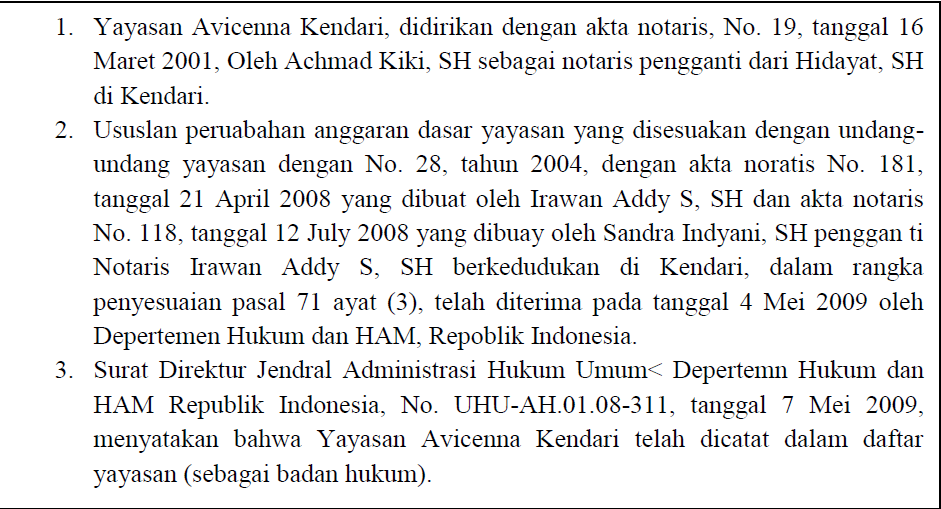 1. Yayasan Avicenna Kendari, didirikan dengan akta notaris, No. 19, tanggal 16
Maret 2001, Oleh Achmad Kiki, SH sebagai notaris pengganti dari Hidayat, SH
di Kendari.
2. Ususlan peruabahan anggaran dasar yayasan yang disesuakan dengan undang-
undang yayasan dengan No. 28, tahun 2004, dengan akta noratis No. 181,
tanggal 21 April 2008 yang dibuat oleh Irawan Addy S, SH dan akta notaris
No. 118, tanggal 12 July 2008 yang dibuay oleh Sandra Indyani, SH penggan ti
Notaris Irawan Addy S, SH berkedudukan di Kendari, dalam rangka
penyesuaian pasal 71 ayat (3), telah diterima pada tanggal 4 Mei 2009 oleh
Depertemen Hukum dan HAM, Repoblik Indonesia.
3. Surat Direktur Jendral Administrasi Hukum Umum< Depertemn Hukum dan
HAM Republik Indonesia, No. UHU-AH.01.08-311, tanggal 7 Mei 2009,
menyatakan bahwa Yayasan Avicenna Kendari telah dicatat dalam daftar
yayasan (sebagai badan hukum).